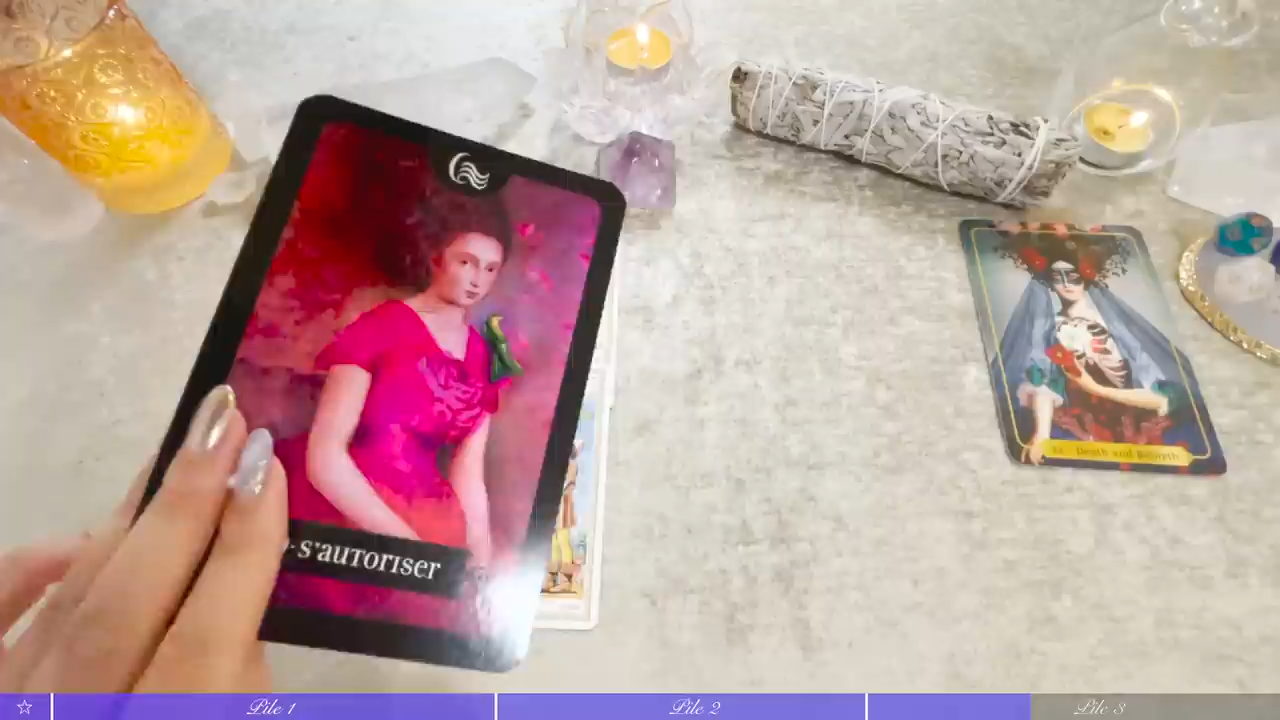 s'autoriser
Death and Rebirth
Pile 1
Pile 2
Pile 3